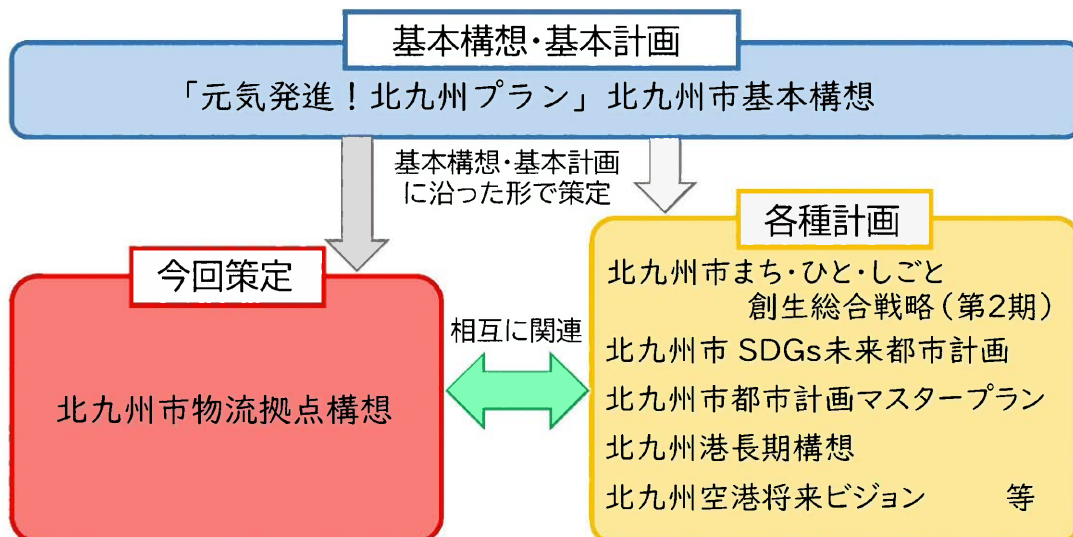 基本構想・基本計画
「元気発進！北九州プラン」北九州市基本構想
基本構想・基本計画
に沿った形で策定
各種計画
北九州市まち・ひと・しごと
創生総合戦略（第2期）
北九州市 SDGs未来都市計画
北九州市都市計画マスタープラン
北九州港長期構想
北九州空港将来ビジョン 等
今回策定
北九州市物流拠点構想
相互に関連